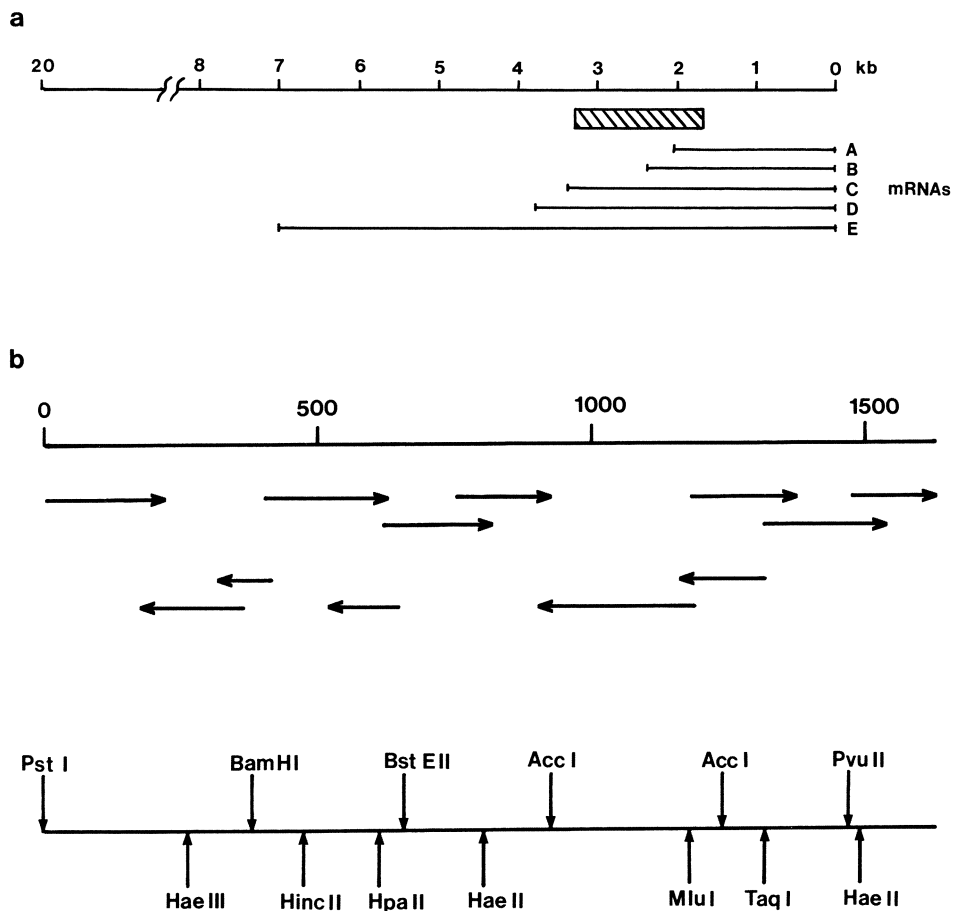 a
20 8 7 6 5 4 3 2 1 0 kb
A
B
C mRNAs
D
E
b
0 500 1000 1500
Pst I BamHI Bst EII Acc I Acc I Pvu II
Hae III Hinc II Hpa II Hae II Mlu I Taq I Hae II